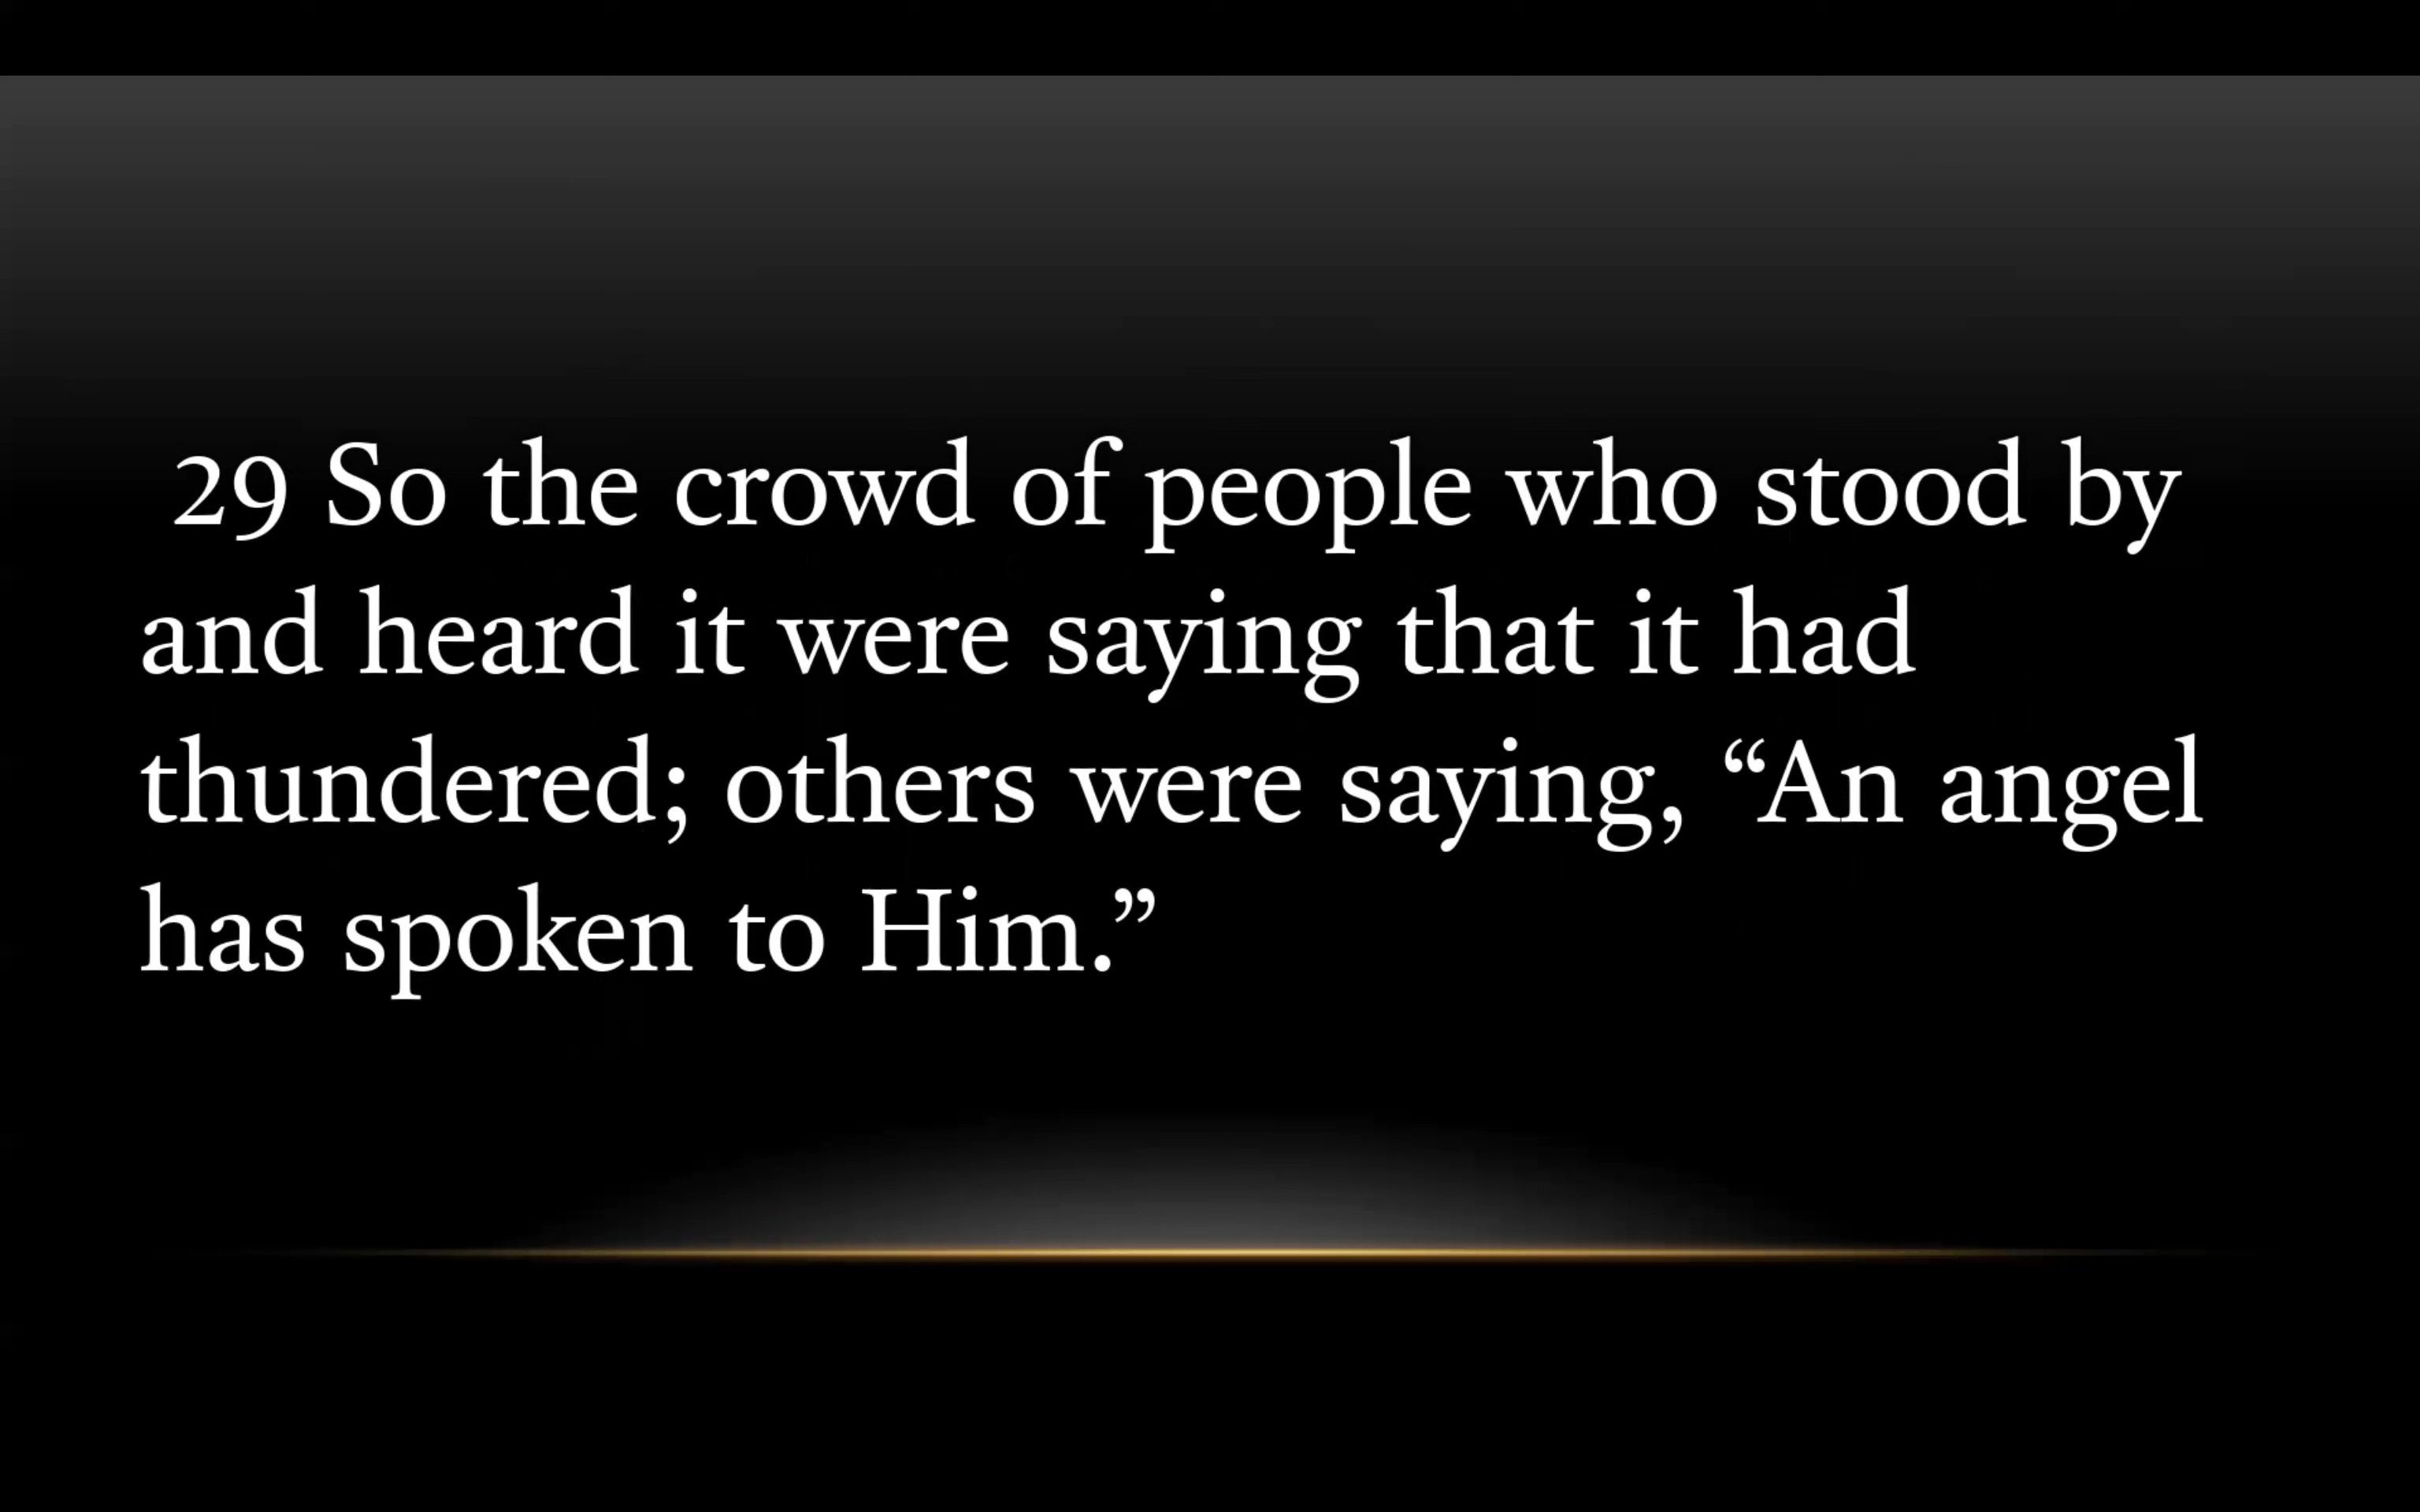 29 So the crowd of people who stood by
and heard it were saying that it had
thundered; others were saying, “An angel
has spoken to Him.”